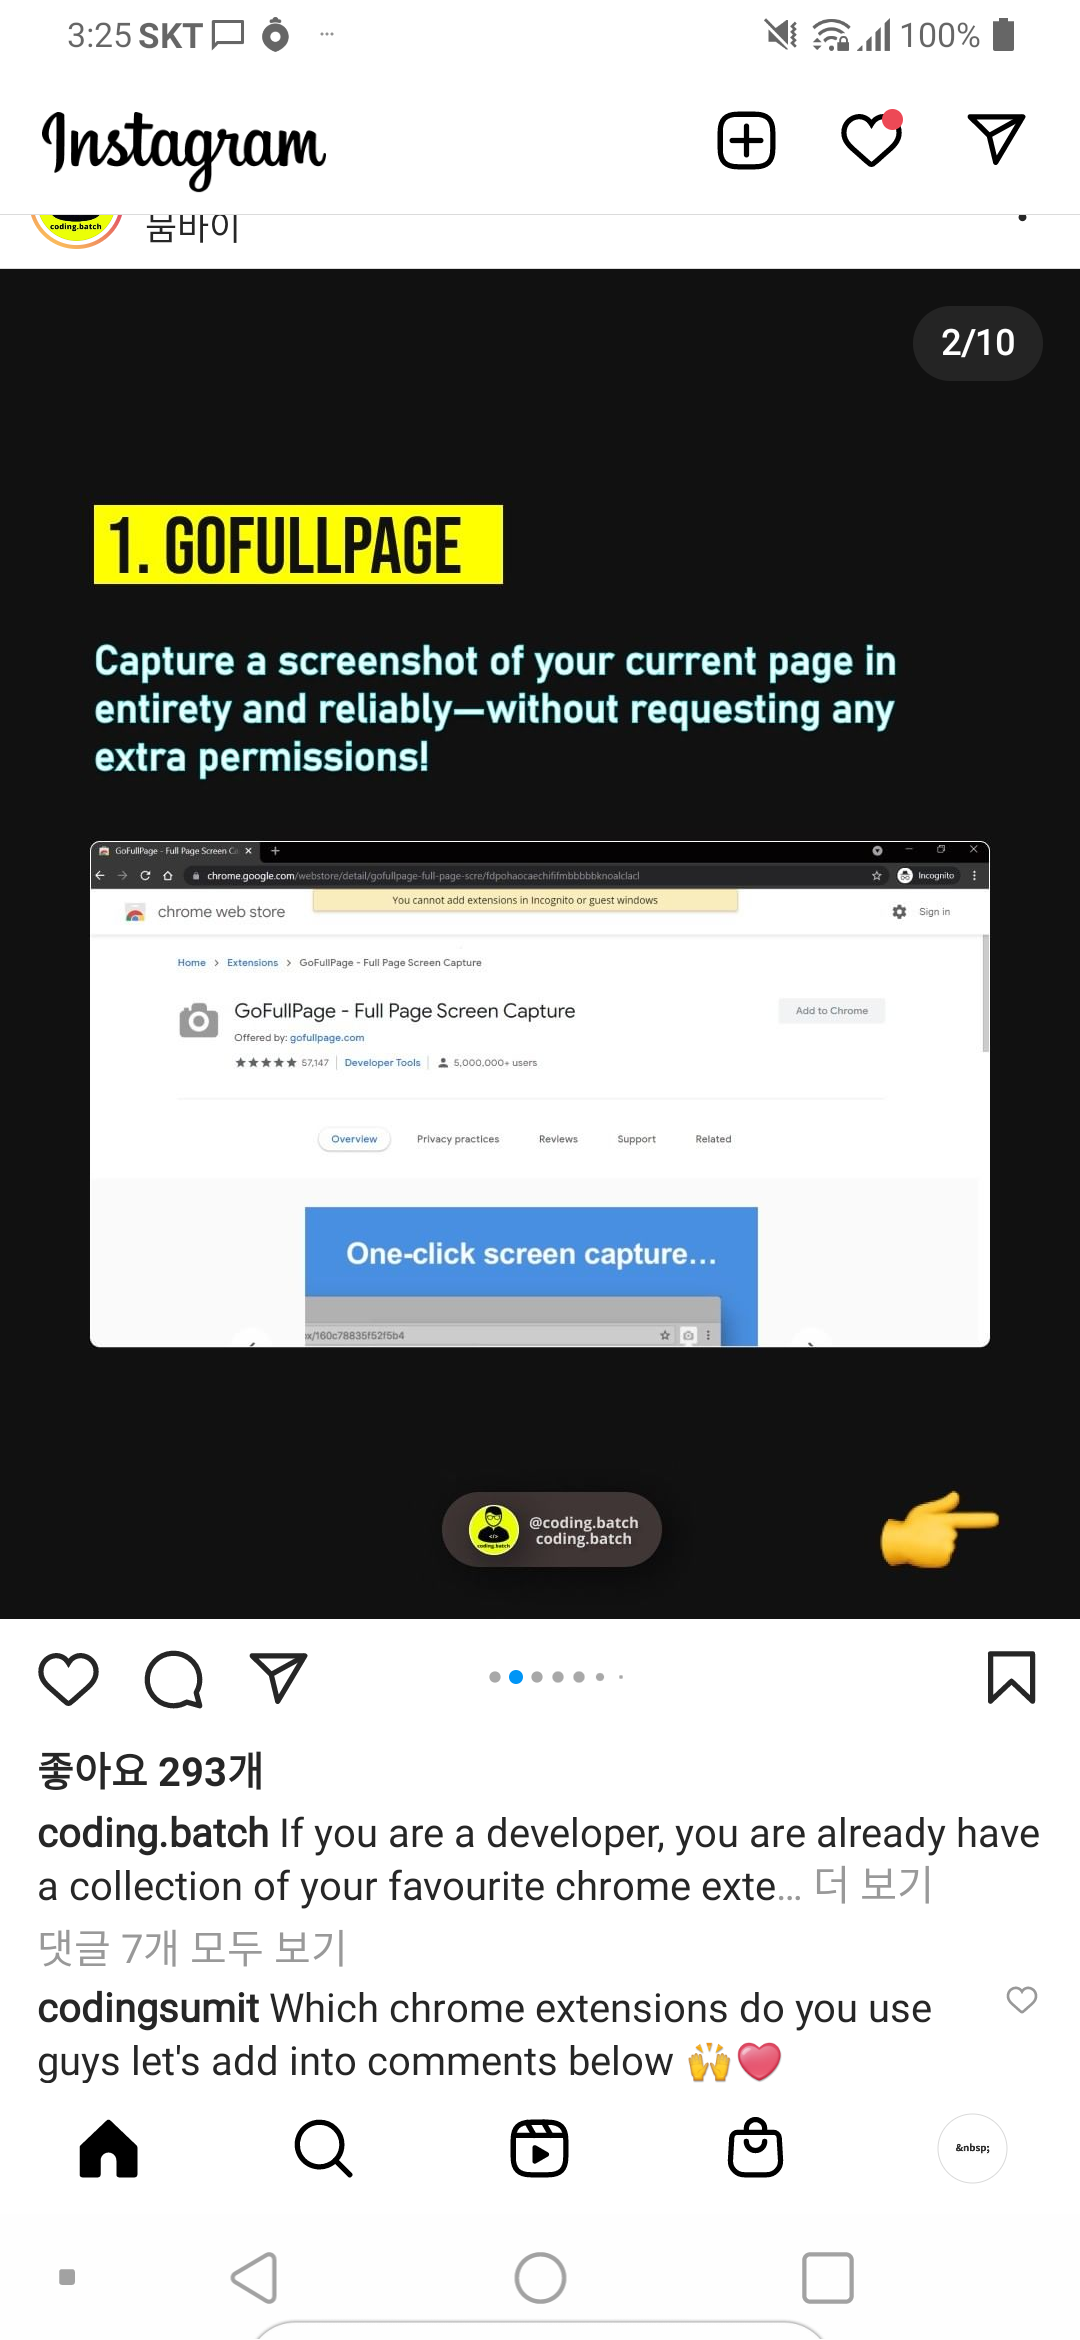 3:25 SKT
100%
Instagram
coding.batch
뭄바이
2/10
1. GOFULLPAGE
Capture a screenshot of your current page in
entirety and reliably—without requesting any
extra permissions!
GoFullPage - Full Page Screen Ca
chrome.google.com/webstore/detail/gofullpage-full-page-scre/fdpohaocaechififmbbbbbknoalclacl
Incognito
chrome web store
You cannot add extensions in Incognito or guest windows
Sign in
Home > Extensions > GoFullPage - Full Page Screen Capture
GoFullPage - Full Page Screen Capture
Add to Chrome
Offered by: gofullpage.com
★★★★★ 57,147 | Developer Tools | 5,000,000+ users
Overview Privacy practices Reviews Support Related
One-click screen capture...
x/160c78835f52f5b4
@coding.batch
coding.batch
coding.batch
좋아요 293개
coding.batch If you are a developer, you are already have
a collection of your favourite chrome exte... 더 보기
댓글 7개 모두 보기
codingsumit Which chrome extensions do you use
guys let's add into comments below 🙌❤️
&nbsp;